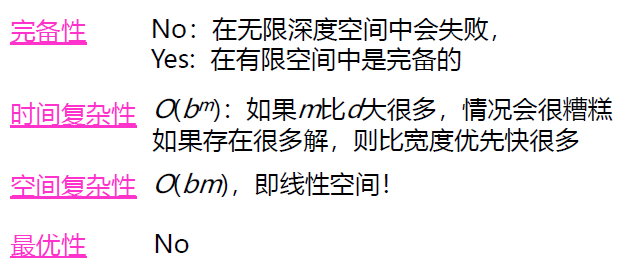 完备性 No：在无限深度空间中会失败，
Yes: 在有限空间中是完备的
时间复杂性 O(bᵐ)：如果m比d大很多，情况会很糟糕
如果存在很多解，则比宽度优先快很多
空间复杂性 O(bm)，即线性空间！
最优性 No